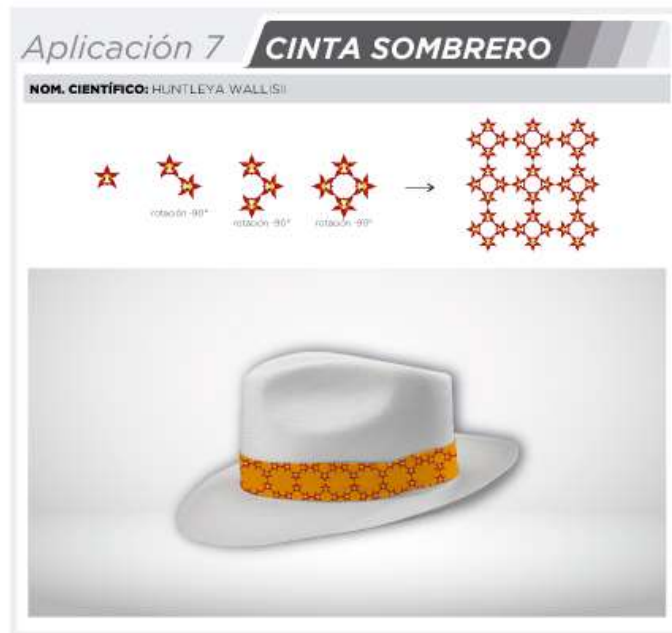 Aplicación 7
CINTA SOMBRERO
NOM. CIENTÍFICO: HUNTLEYA WALLISII
rotación -90°
rotación -90°
rotación -90°